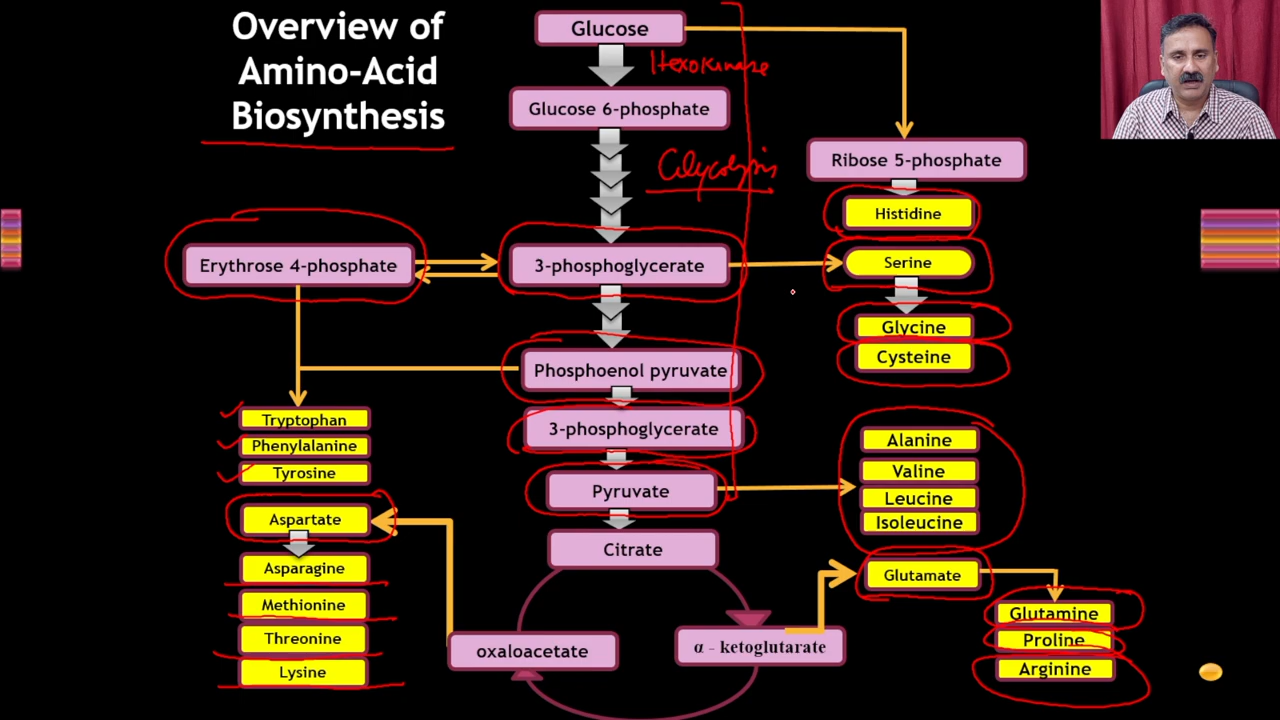 Overview of
Amino-Acid
Biosynthesis
Glucose
Hexokinase
Glucose 6-phosphate
Glycolysis
Ribose 5-phosphate
Histidine
Erythrose 4-phosphate
3-phosphoglycerate
Serine
Glycine
Cysteine
Phosphoenol pyruvate
3-phosphoglycerate
Pyruvate
Citrate
oxaloacetate
α - ketoglutarate
Tryptophan
Phenylalanine
Tyrosine
Aspartate
Asparagine
Methionine
Threonine
Lysine
Alanine
Valine
Leucine
Isoleucine
Glutamate
Glutamine
Proline
Arginine